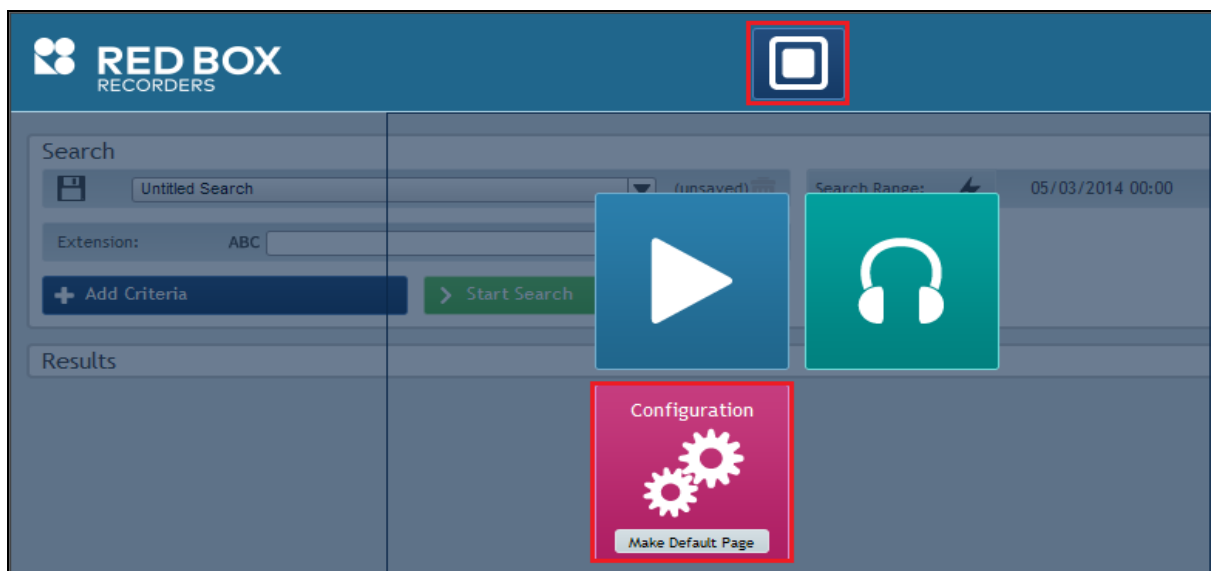 RED BOX
RECORDERS
Search
Untitled Search (unsaved) Search Range: 05/03/2014 00:00
Extension: ABC
Add Criteria Start Search
Results
Configuration
Make Default Page